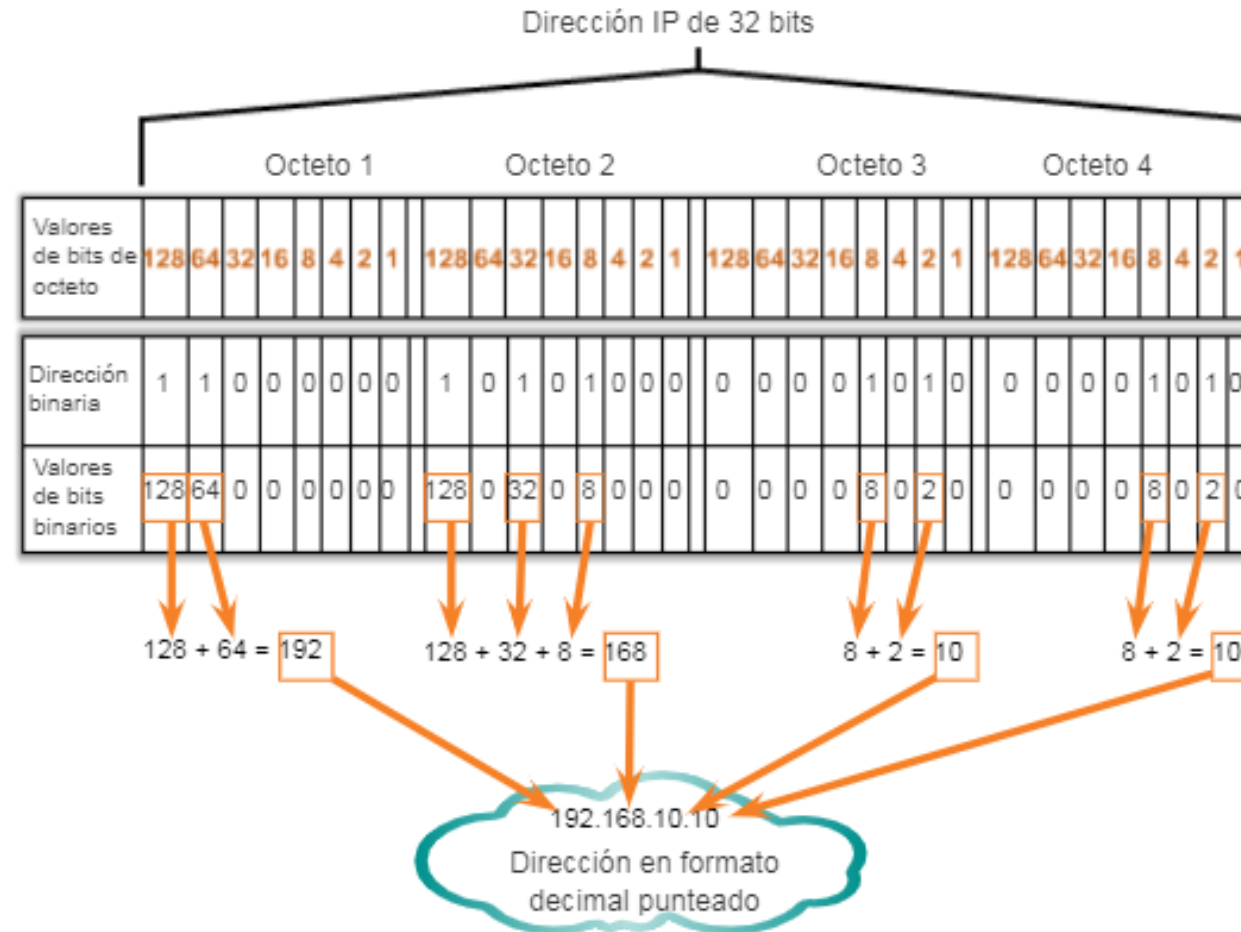 Dirección IP de 32 bits
Octeto 1 Octeto 2 Octeto 3 Octeto 4
Valores de bits de octeto 128 64 32 16 8 4 2 1 128 64 32 16 8 4 2 1 128 64 32 16 8 4 2 1 128 64 32 16 8 4 2 1
Dirección binaria 1 1 0 0 0 0 0 0 1 0 1 0 1 0 0 0 0 0 0 0 1 0 1 0 0 0 0 0 1 0 1 0
Valores de bits binarios 128 64 0 0 0 0 0 0 128 0 32 0 8 0 0 0 0 0 0 0 8 0 2 0 0 0 0 0 8 0 2 0
128 + 64 = 192 128 + 32 + 8 = 168 8 + 2 = 10 8 + 2 = 10
192.168.10.10
Dirección en formato
decimal punteado